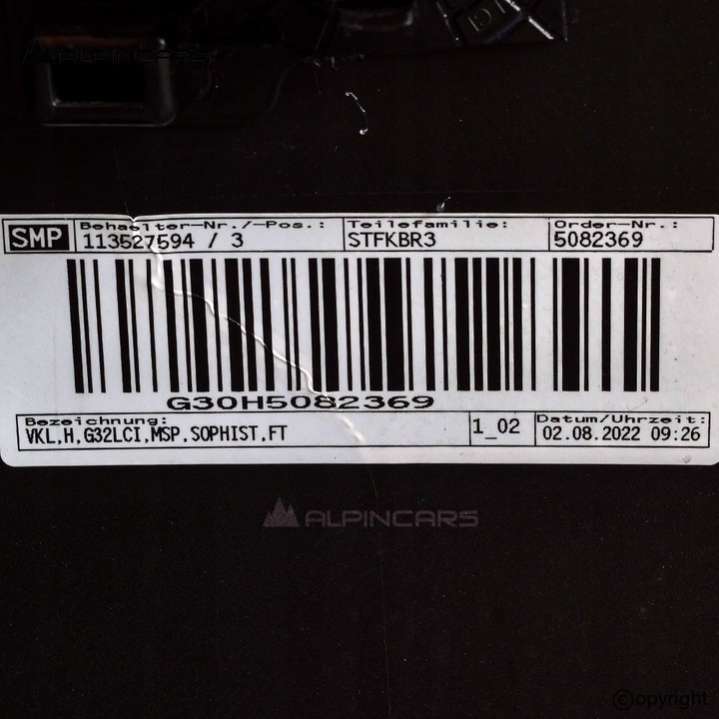 ALPINCARS
SMP Behaelter-Nr./-Pos.: Teilefamilie: Order-Nr.:
113527594 / 3 STFKBR3 5082369
G30H5082369
Bezeichnung: 1_02 Datum/Uhrzeit:
VKL,H,G32LCI,MSP,SOPHIST,FT 02.08.2022 09:26
ALPINCARS
©opyright